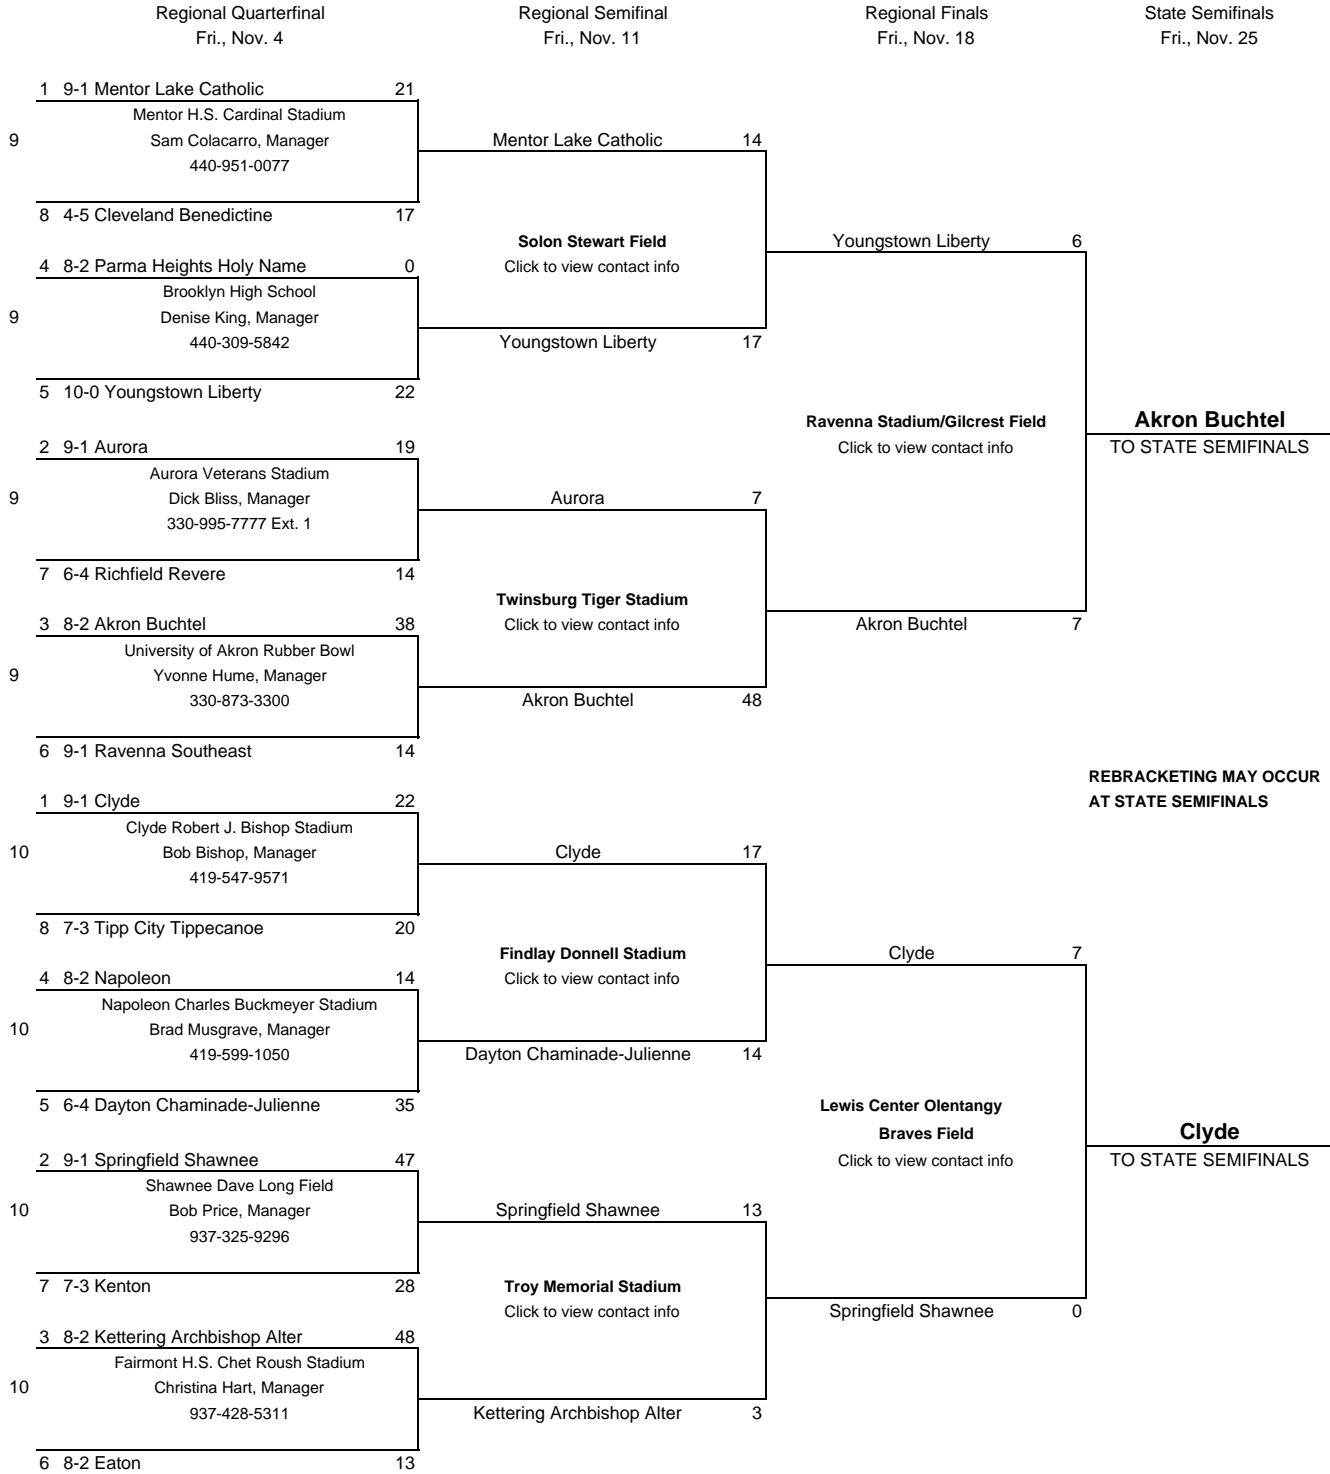 Regional Quarterfinal Regional Semifinal Regional Finals State Semifinals
Fri., Nov. 4 Fri., Nov. 11 Fri., Nov. 18 Fri., Nov. 25
1 9-1 Mentor Lake Catholic 21
Mentor H.S. Cardinal Stadium
9 Sam Colacarro, Manager Mentor Lake Catholic 14
440-951-0077
8 4-5 Cleveland Benedictine 17
Solon Stewart Field Youngstown Liberty 6
4 8-2 Parma Heights Holy Name 0 Click to view contact info
Brooklyn High School
9 Denise King, Manager
440-309-5842 Youngstown Liberty 17
5 10-0 Youngstown Liberty 22
Ravenna Stadium/Gilcrest Field Akron Buchtel
2 9-1 Aurora 19 Click to view contact info TO STATE SEMIFINALS
Aurora Veterans Stadium
9 Dick Bliss, Manager Aurora 7
330-995-7777 Ext. 1
7 6-4 Richfield Revere 14
Twinsburg Tiger Stadium
3 8-2 Akron Buchtel 38 Click to view contact info Akron Buchtel 7
University of Akron Rubber Bowl
9 Yvonne Hume, Manager
330-873-3300 Akron Buchtel 48
6 9-1 Ravenna Southeast 14
REBRACKETING MAY OCCUR
1 9-1 Clyde 22 AT STATE SEMIFINALS
Clyde Robert J. Bishop Stadium
10 Bob Bishop, Manager Clyde 17
419-547-9571
8 7-3 Tipp City Tippecanoe 20
Findlay Donnell Stadium Clyde 7
4 8-2 Napoleon 14 Click to view contact info
Napoleon Charles Buckmeyer Stadium
10 Brad Musgrave, Manager
419-599-1050 Dayton Chaminade-Julienne 14
5 6-4 Dayton Chaminade-Julienne 35 Lewis Center Olentangy
Braves Field Clyde
2 9-1 Springfield Shawnee 47 Click to view contact info TO STATE SEMIFINALS
Shawnee Dave Long Field
10 Bob Price, Manager Springfield Shawnee 13
937-325-9296
7 7-3 Kenton 28 Troy Memorial Stadium
Click to view contact info Springfield Shawnee 0
3 8-2 Kettering Archbishop Alter 48
Fairmont H.S. Chet Roush Stadium
10 Christina Hart, Manager
937-428-5311 Kettering Archbishop Alter 3
6 8-2 Eaton 13